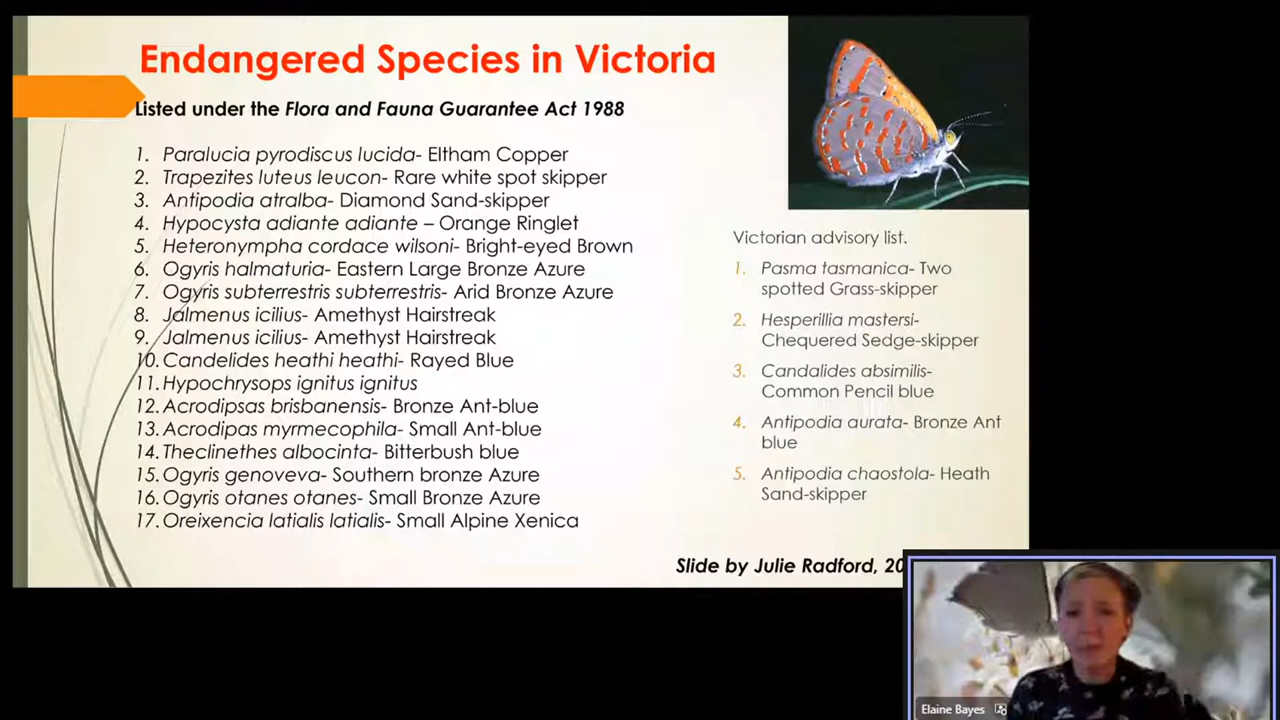 Endangered Species in Victoria
Listed under the Flora and Fauna Guarantee Act 1988
1. Paralucia pyrodiscus lucida- Eltham Copper
2. Trapezites luteus leucon- Rare white spot skipper
3. Antipodia atralba- Diamond Sand-skipper
4. Hypocysta adiante adiante – Orange Ringlet
5. Heteronympha cordace wilsoni- Bright-eyed Brown
6. Ogyris halmaturia- Eastern Large Bronze Azure
7. Ogyris subterrestris subterrestris- Arid Bronze Azure
8. Jalmenus icilius- Amethyst Hairstreak
9. Jalmenus icilius- Amethyst Hairstreak
10. Candelides heathi heathi- Rayed Blue
11. Hypochrysops ignitus ignitus
12. Acrodipsas brisbanensis- Bronze Ant-blue
13. Acrodipas myrmecophila- Small Ant-blue
14. Theclinethes albocinta- Bitterbush blue
15. Ogyris genoveva- Southern bronze Azure
16. Ogyris otanes otanes- Small Bronze Azure
17. Oreixencia latialis latialis- Small Alpine Xenica
Victorian advisory list.
1. Pasma tasmanica- Two
spotted Grass-skipper
2. Hesperillia mastersi-
Chequered Sedge-skipper
3. Candalides absimilis-
Common Pencil blue
4. Antipodia aurata- Bronze Ant
blue
5. Antipodia chaostola- Heath
Sand-skipper
Slide by Julie Radford, 20
Elaine Bayes